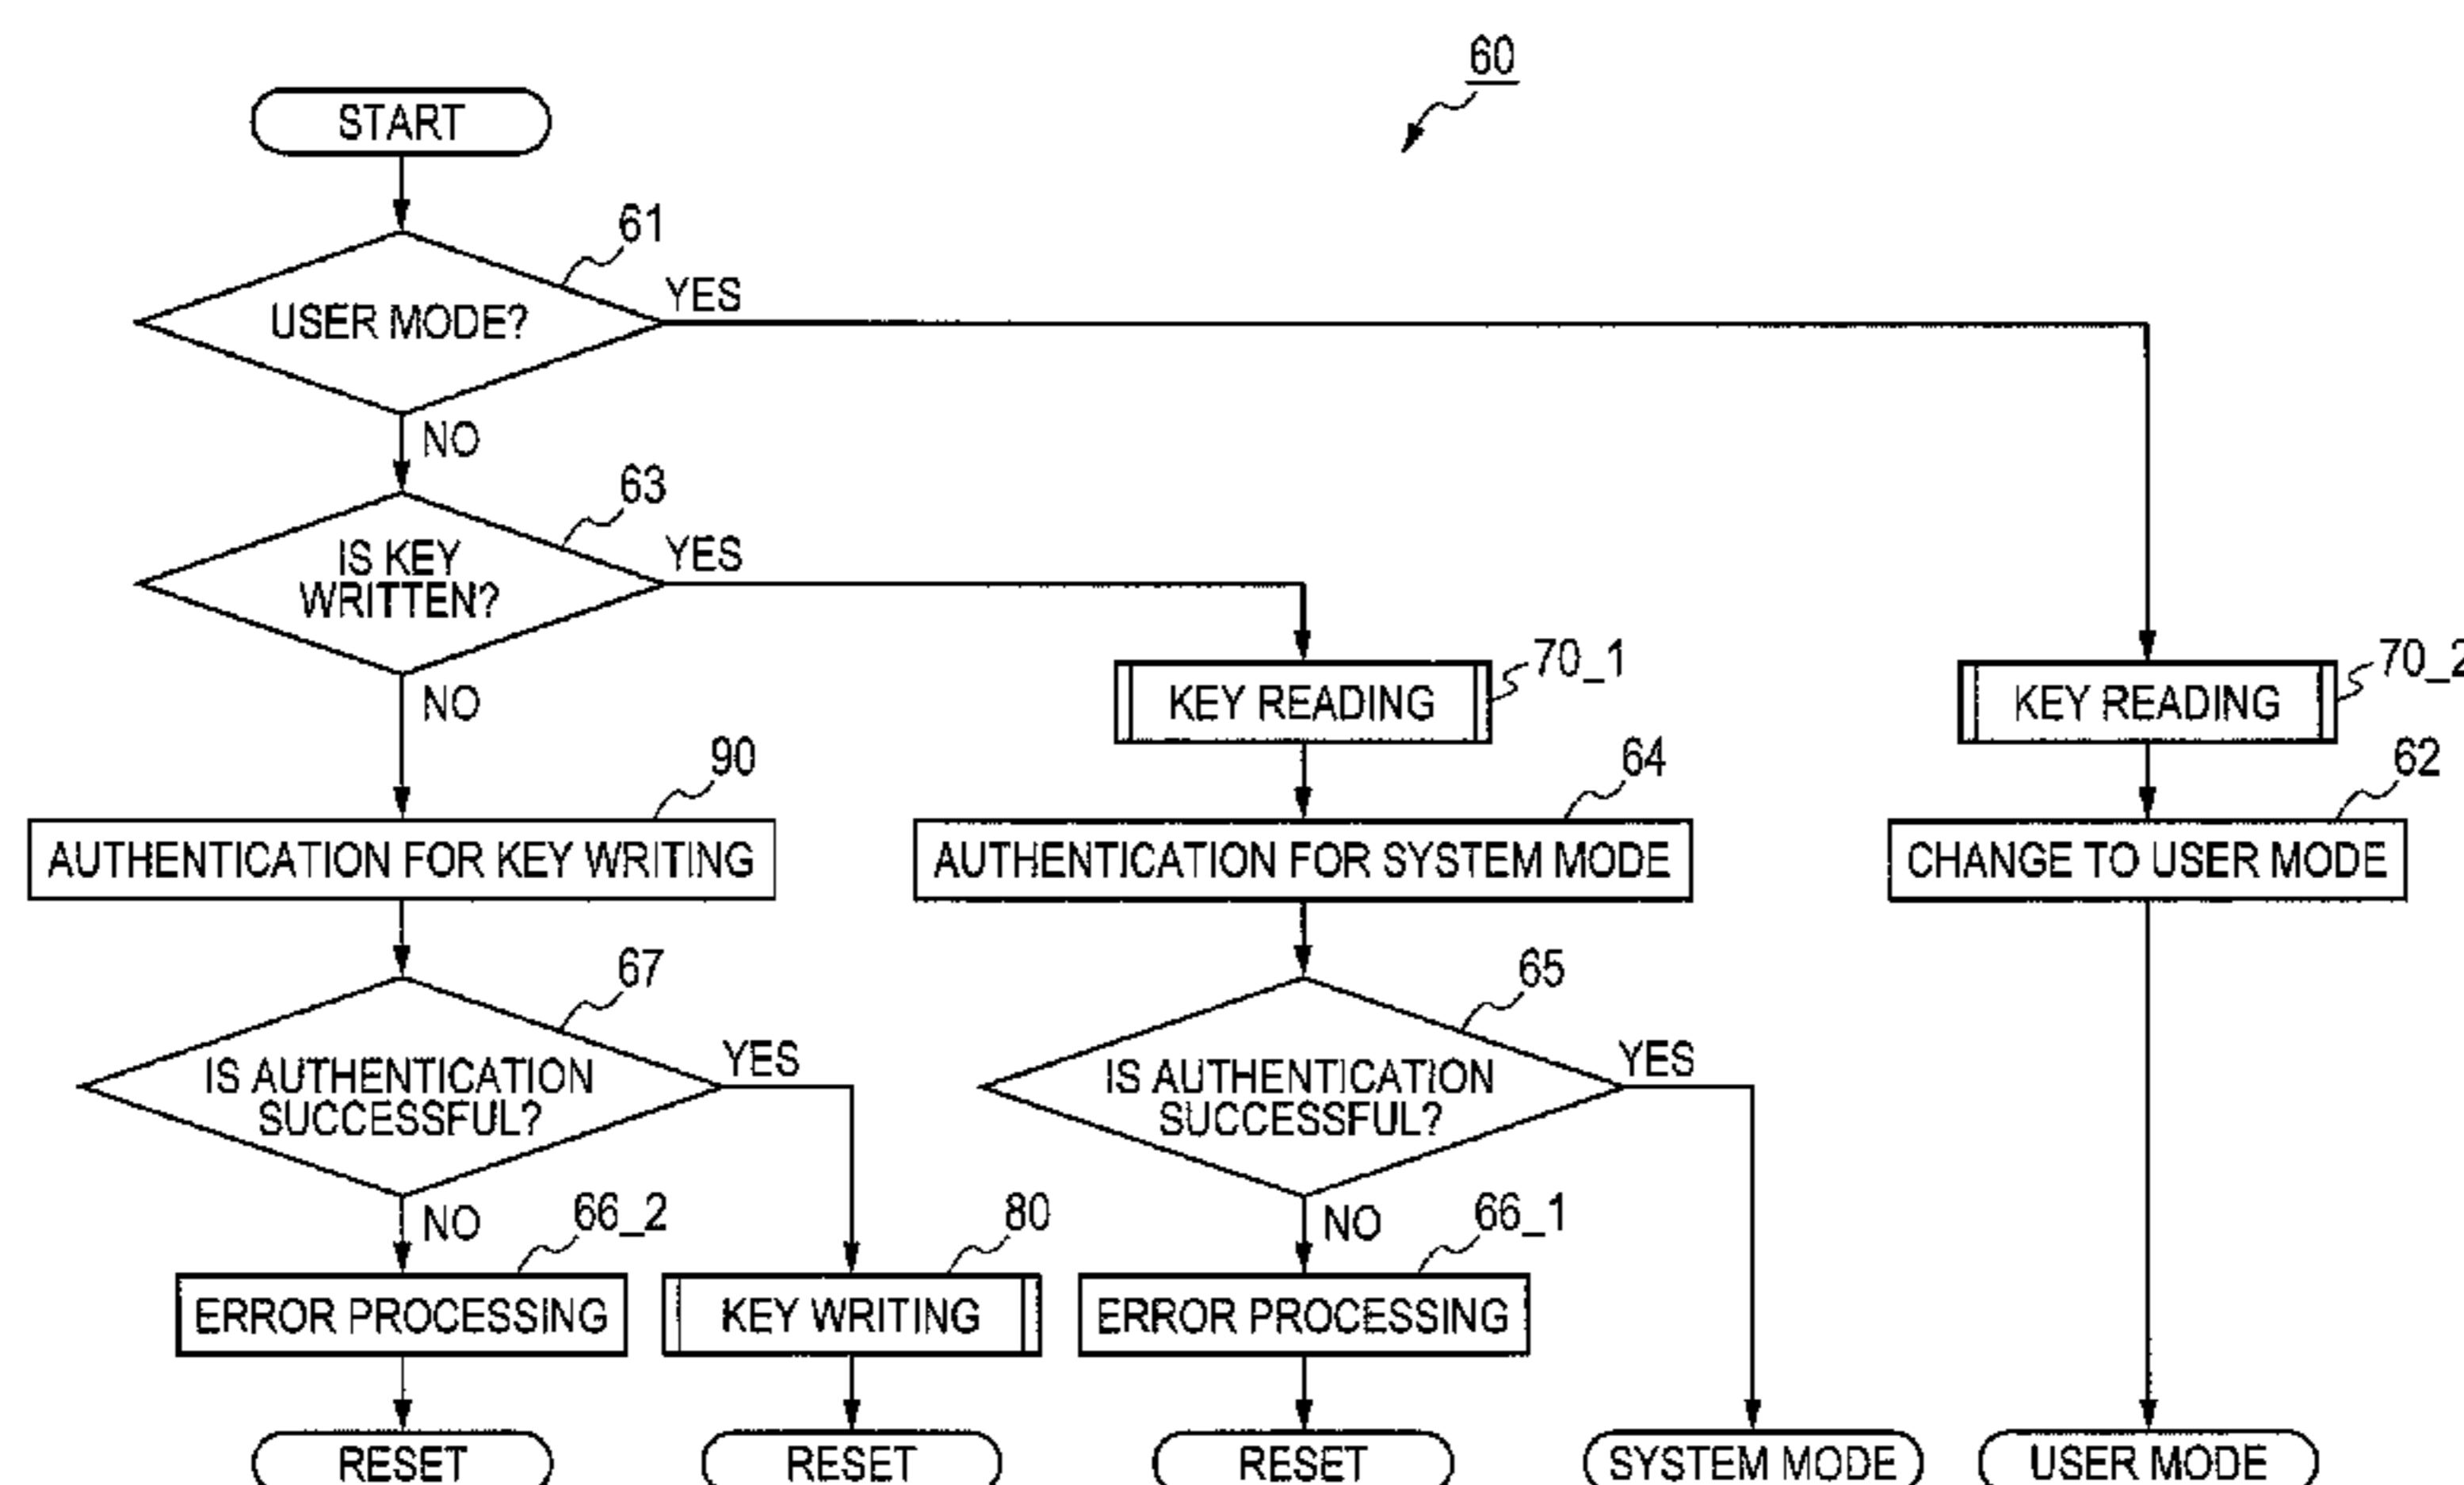 60
START
61
USER MODE?
YES
NO
63
IS KEY
WRITTEN?
YES
NO
70_1
KEY READING
70_2
KEY READING
90
AUTHENTICATION FOR KEY WRITING
64
AUTHENTICATION FOR SYSTEM MODE
62
CHANGE TO USER MODE
67
IS AUTHENTICATION
SUCCESSFUL?
YES
NO
65
IS AUTHENTICATION
SUCCESSFUL?
YES
NO
66_2
ERROR PROCESSING
80
KEY WRITING
66_1
ERROR PROCESSING
RESET
RESET
RESET
SYSTEM MODE
USER MODE